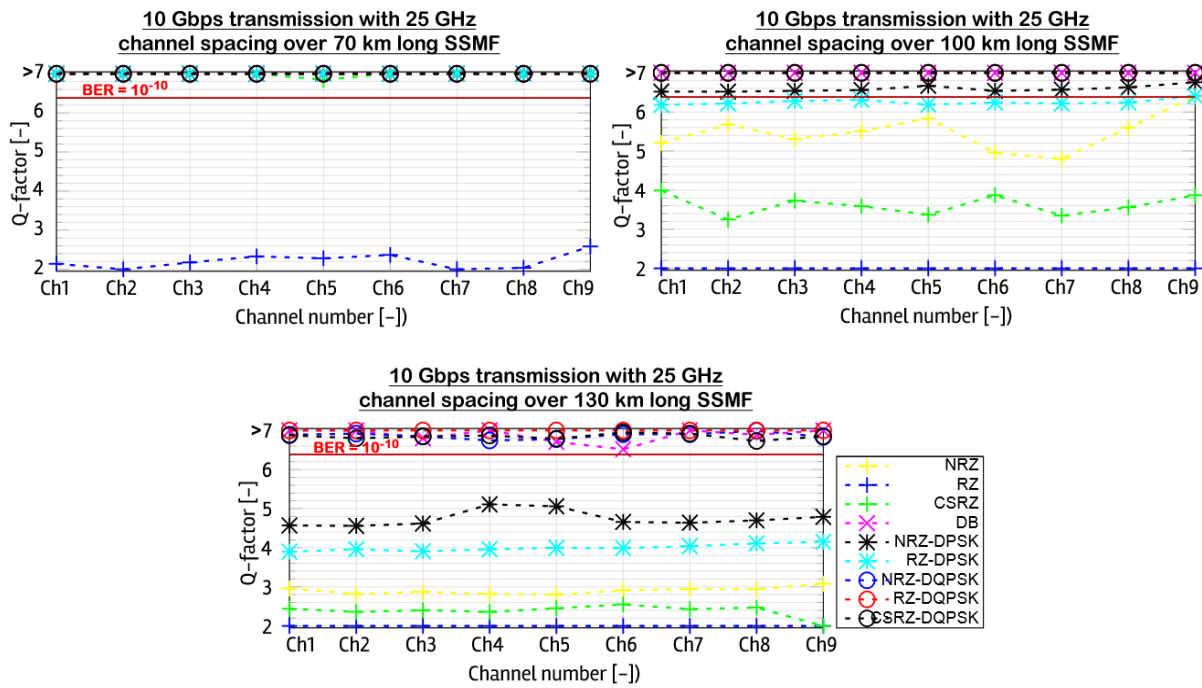 10 Gbps transmission with 25 GHz
channel spacing over 70 km long SSMF
>7
BER = 10⁻¹⁰
6
5
4
3
2
Q-factor [-]
Ch1 Ch2 Ch3 Ch4 Ch5 Ch6 Ch7 Ch8 Ch9
Channel number [-])
10 Gbps transmission with 25 GHz
channel spacing over 100 km long SSMF
>7
6
5
4
3
2
Q-factor [-]
Ch1 Ch2 Ch3 Ch4 Ch5 Ch6 Ch7 Ch8 Ch9
Channel number [-])
10 Gbps transmission with 25 GHz
channel spacing over 130 km long SSMF
>7
BER = 10⁻¹⁰
6
5
4
3
2
Q-factor [-]
Ch1 Ch2 Ch3 Ch4 Ch5 Ch6 Ch7 Ch8 Ch9
Channel number [-])
NRZ
RZ
CSRZ
DB
NRZ-DPSK
RZ-DPSK
NRZ-DQPSK
RZ-DQPSK
CSRZ-DQPSK